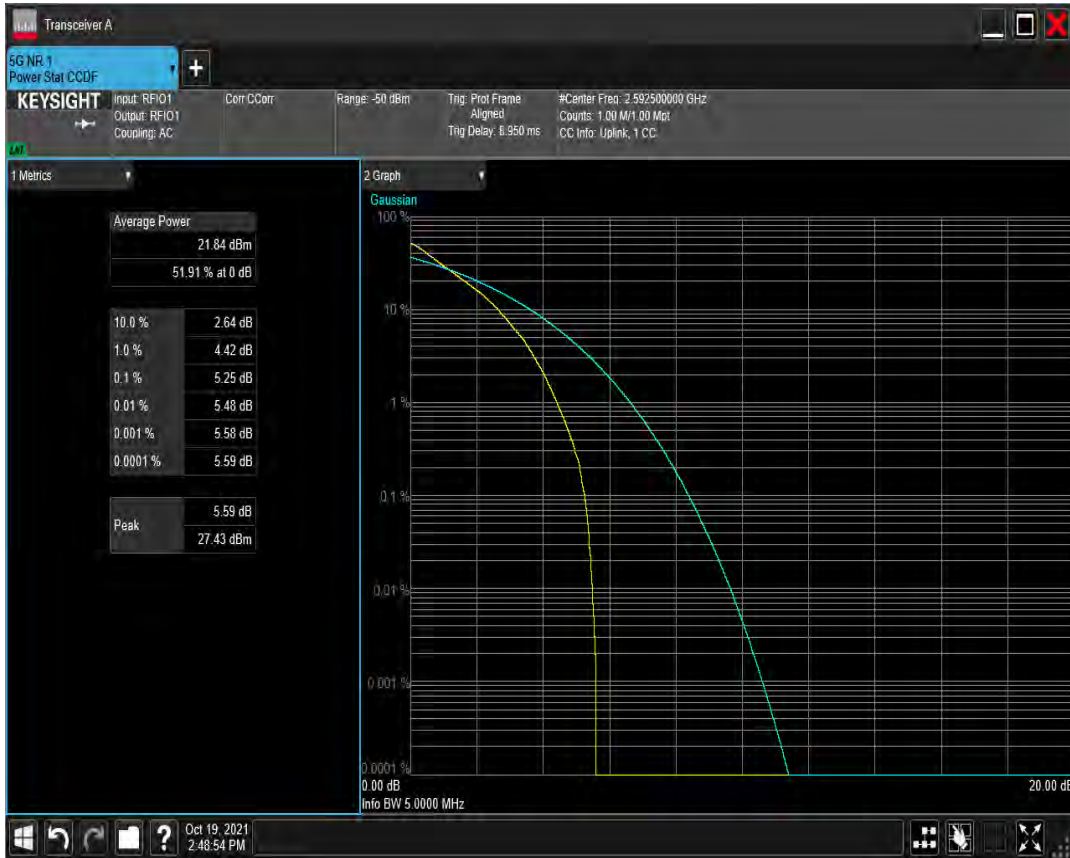 Transceiver A
5G NR 1
Power Stat CCDF
+
KEYSIGHT
Input: RFIO1
Output: RFIO1
Coupling: AC
Corr CCorr
Range: -50 dBm
Trig: Prot Frame
Aligned
Trig Delay: 8.950 ms
#Center Freq: 2.592500000 GHz
Counts: 1.00 M/1.00 Mpt
CC Info: Uplink, 1 CC
1 Metrics
Average Power
21.84 dBm
51.91 % at 0 dB
10.0 % 2.64 dB
1.0 % 4.42 dB
0.1 % 5.25 dB
0.01 % 5.48 dB
0.001 % 5.58 dB
0.0001 % 5.59 dB
Peak
5.59 dB
27.43 dBm
2 Graph
Gaussian
100 %
10 %
1 %
0.1 %
0.01 %
0.001 %
0.0001 %
0.00 dB
20.00 dB
Info BW 5.0000 MHz
?
Oct 19, 2021
2:48:54 PM